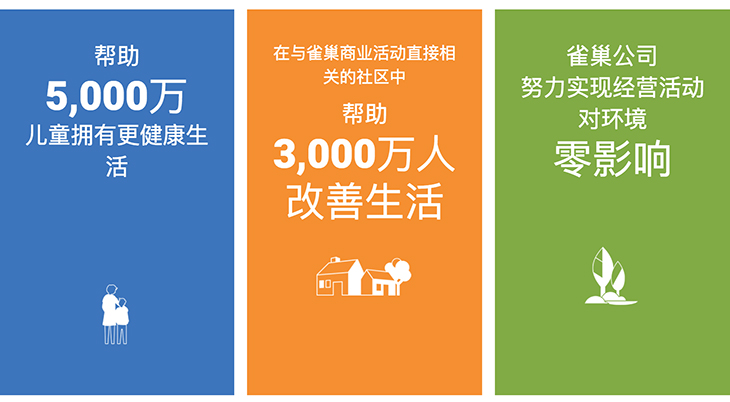 帮助
5,000万
儿童拥有更健康生
活
在与雀巢商业活动直接相
关的社区中
帮助
3,000万人
改善生活
雀巢公司
努力实现经营活动
对环境
零影响